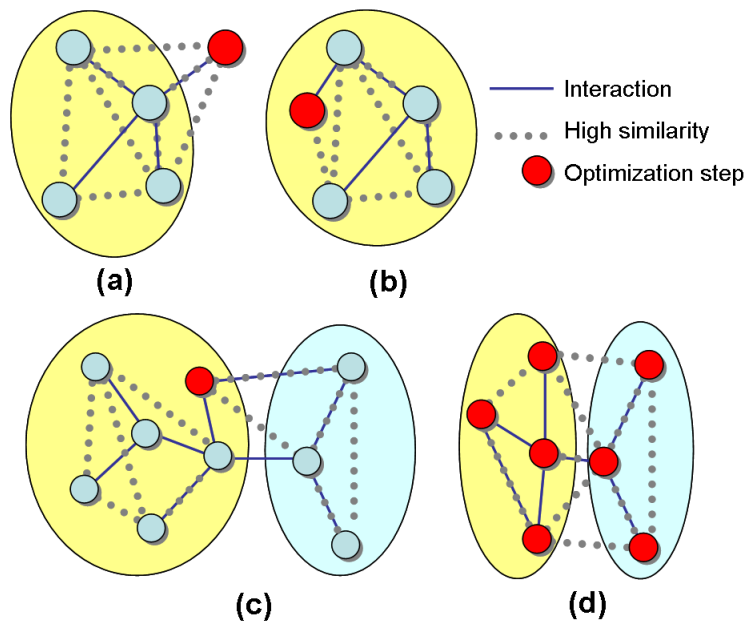 Interaction
High similarity
Optimization step
(a)
(b)
(c)
(d)